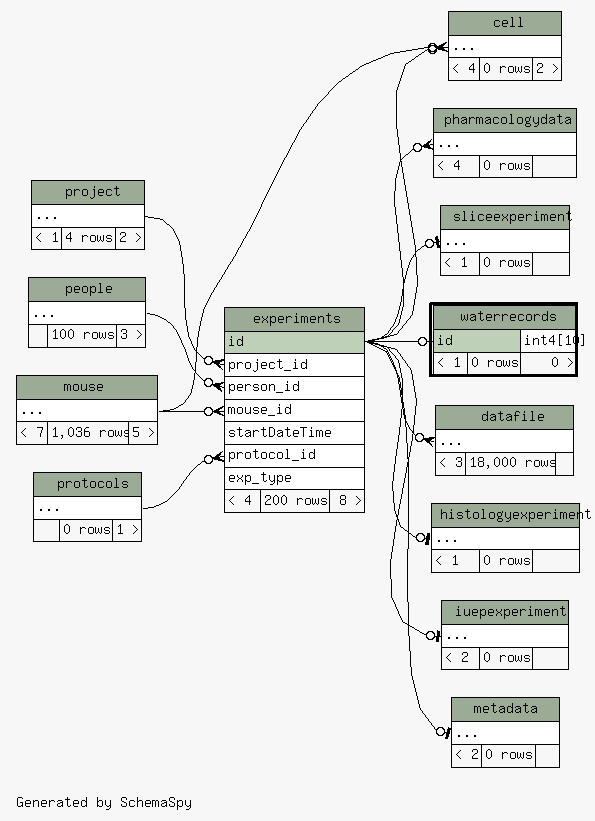 cell
...
< 4 0 rows 2 >
pharmacologydata
...
< 4 0 rows
project
...
< 1 4 rows 2 >
sliceexperiment
...
< 1 0 rows
people
...
100 rows 3 >
experiments
id
project_id
person_id
mouse_id
startDateTime
protocol_id
exp_type
< 4 200 rows 8 >
waterrecords
id int4[10]
< 1 0 rows 0 >
mouse
...
< 7 1,036 rows 5 >
datafile
...
< 3 18,000 rows
protocols
...
0 rows 1 >
histologyexperiment
...
< 1 0 rows
iuepexperiment
...
< 2 0 rows
metadata
...
< 2 0 rows
Generated by SchemaSpy